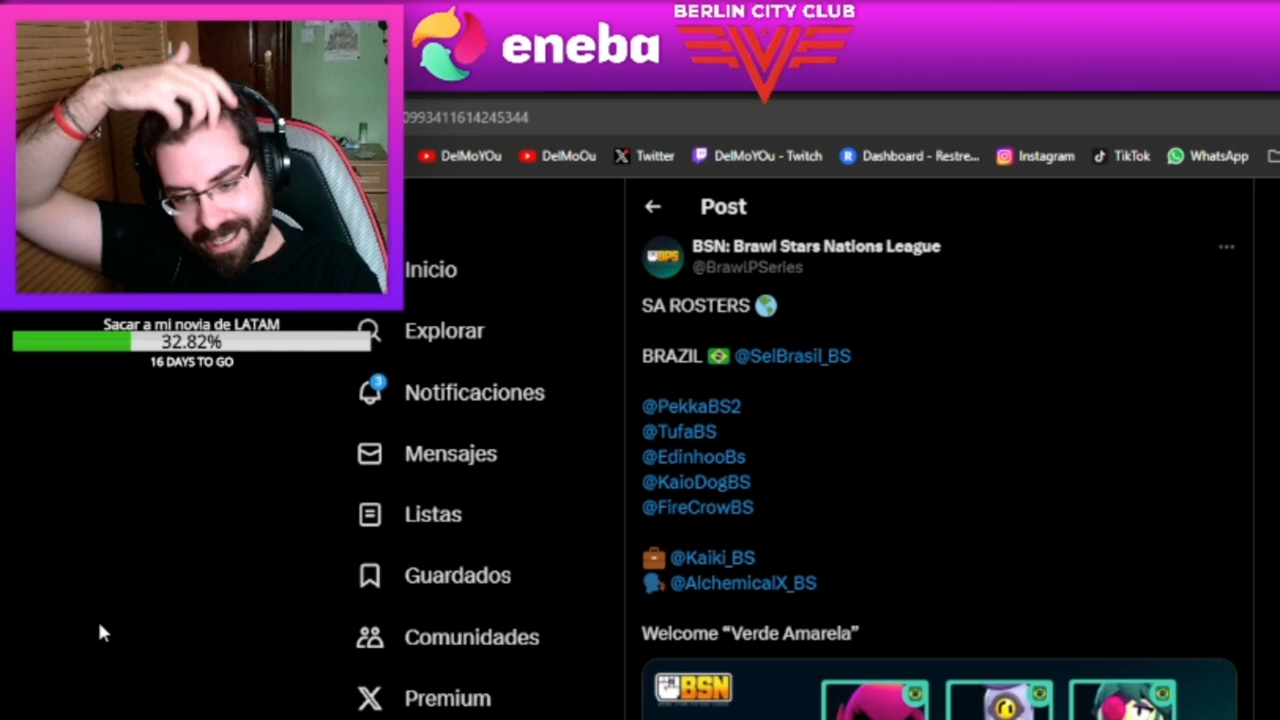 BERLIN CITY CLUB
eneba
0993411614245344
DelMoYOu
DelMoOu
Twitter
DelMoYOu - Twitch
Dashboard - Restre...
Instagram
TikTok
WhatsApp
Post
BSN: Brawl Stars Nations League
@BrawlPSeries
SA ROSTERS
BRAZIL @SelBrasil_BS
@PekkaBS2
@TufaBS
@EdinhooBs
@KaioDogBS
@FireCrowBS
@Kaiki_BS
@AlchemicalX_BS
Welcome “Verde Amarela”
BSN
Sacar a mi novia de LATAM
32.82%
16 DAYS TO GO
Inicio
Explorar
3
Notificaciones
Mensajes
Listas
Guardados
Comunidades
Premium